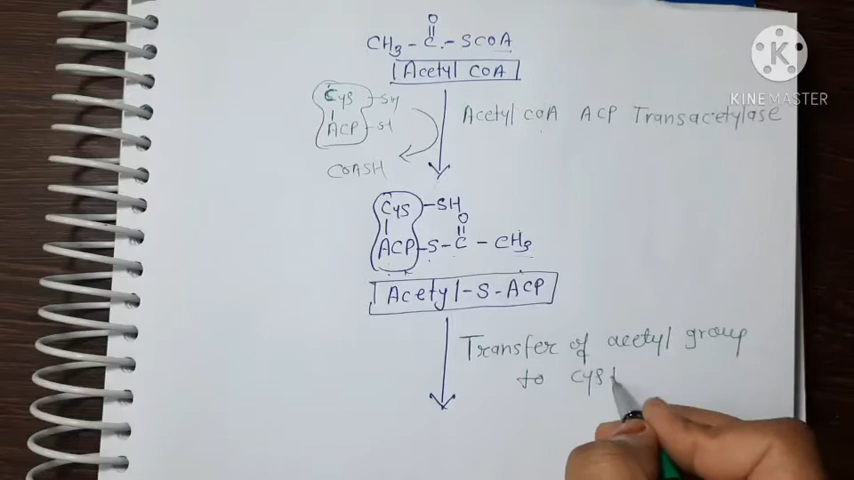 O
CH3 - C - SCOA
Acetyl COA
Cys - SH
ACP - SH
Acetyl COA ACP Transacetylase
COASH
Cys - SH
O
ACP - S - C - CH3
Acetyl - S - ACP
Transfer of acetyl group
to Cyst
KINEMASTER